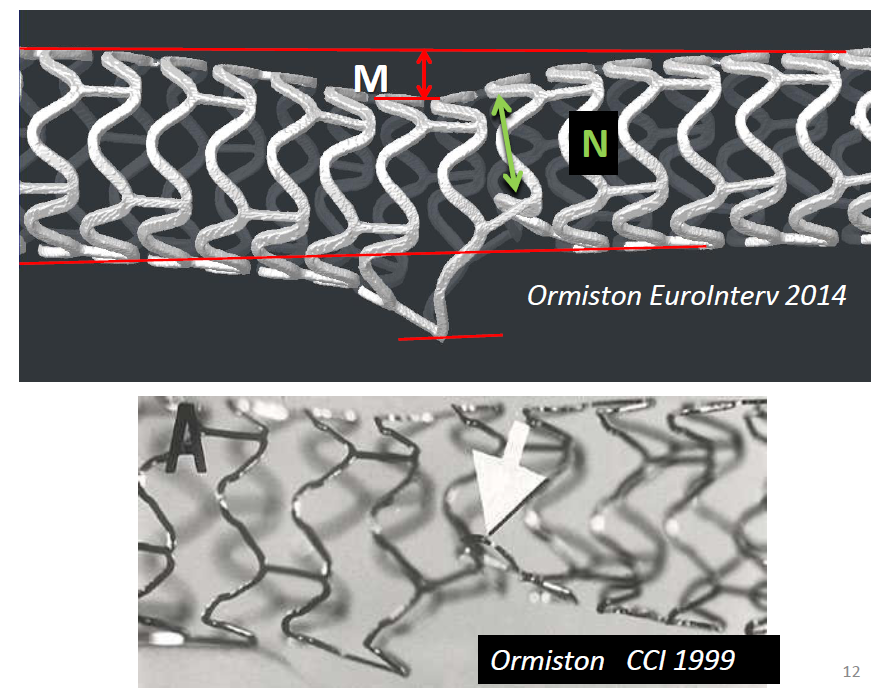 M
N
Ormiston EuroInterv 2014
A
Ormiston CCI 1999
12